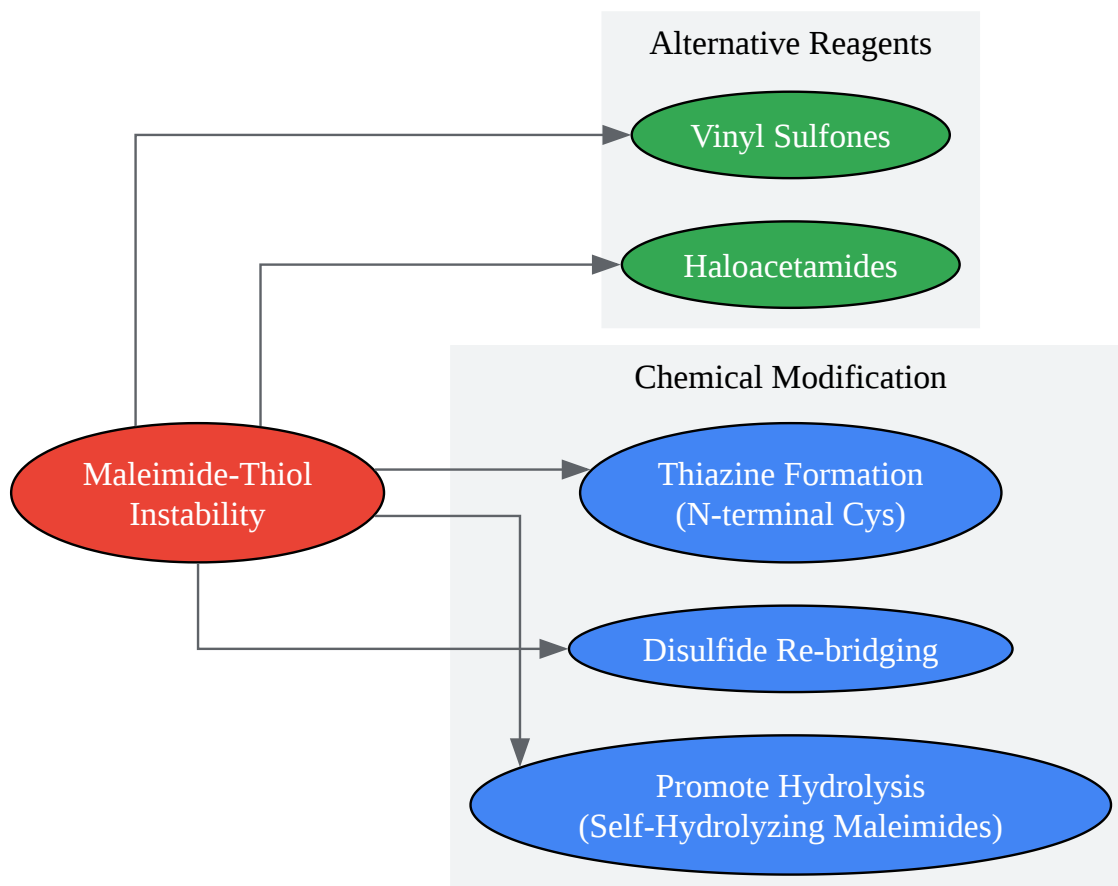 Alternative Reagents
Vinyl Sulfones
Haloacetamides
Chemical Modification
Maleimide-Thiol
Instability
Thiazine Formation
(N-terminal Cys)
Disulfide Re-bridging
Promote Hydrolysis
(Self-Hydrolyzing Maleimides)